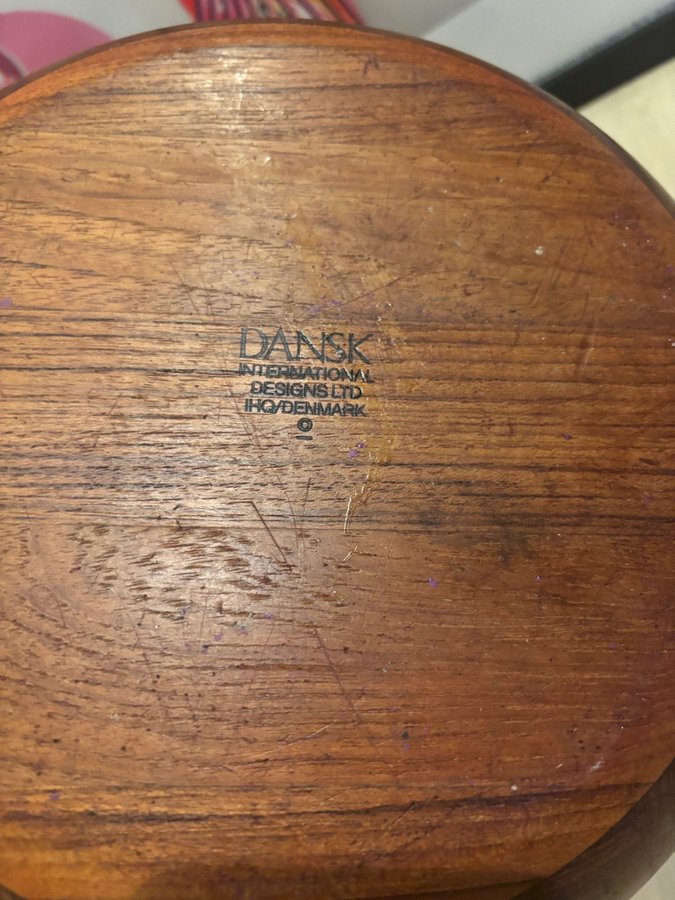 DANSK
INTERNATIONAL
DESIGNS LTD
IHQ/DENMARK
©